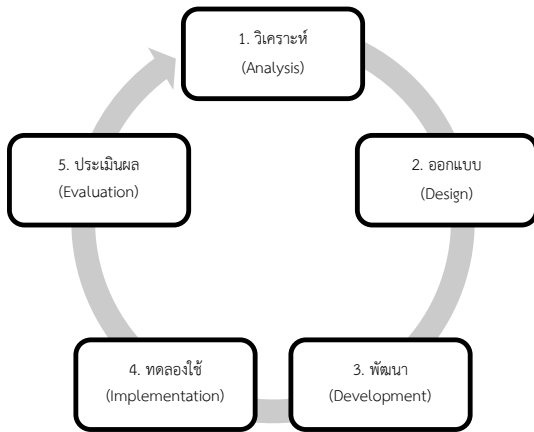 1. วิเคราะห์
(Analysis)
2. ออกแบบ
(Design)
3. พัฒนา
(Development)
4. ทดลองใช้
(Implementation)
5. ประเมินผล
(Evaluation)